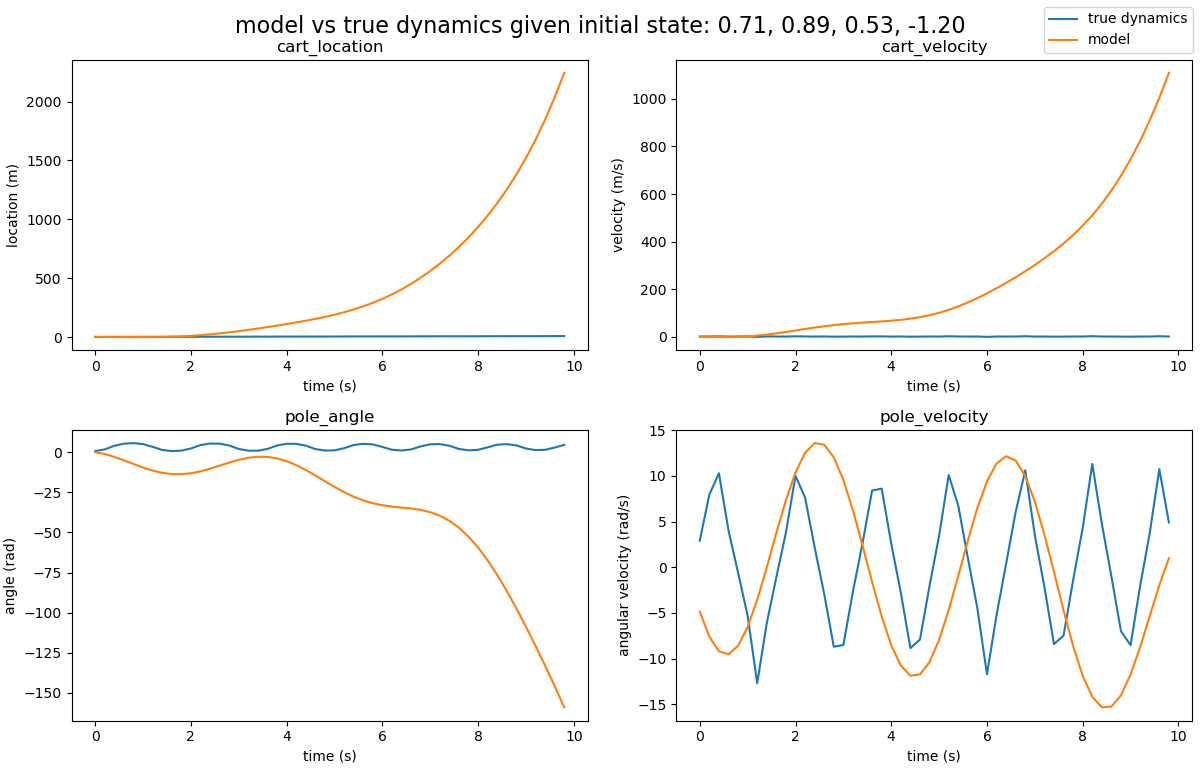 model vs true dynamics given initial state: 0.71, 0.89, 0.53, -1.20
true dynamics
model
cart_location
location (m)
2000
1500
1000
500
0
0 2 4 6 8 10
time (s)
cart_velocity
velocity (m/s)
1000
800
600
400
200
0
0 2 4 6 8 10
time (s)
pole_angle
angle (rad)
0
−25
−50
−75
−100
−125
−150
0 2 4 6 8 10
time (s)
pole_velocity
angular velocity (rad/s)
15
10
5
0
−5
−10
−15
0 2 4 6 8 10
time (s)